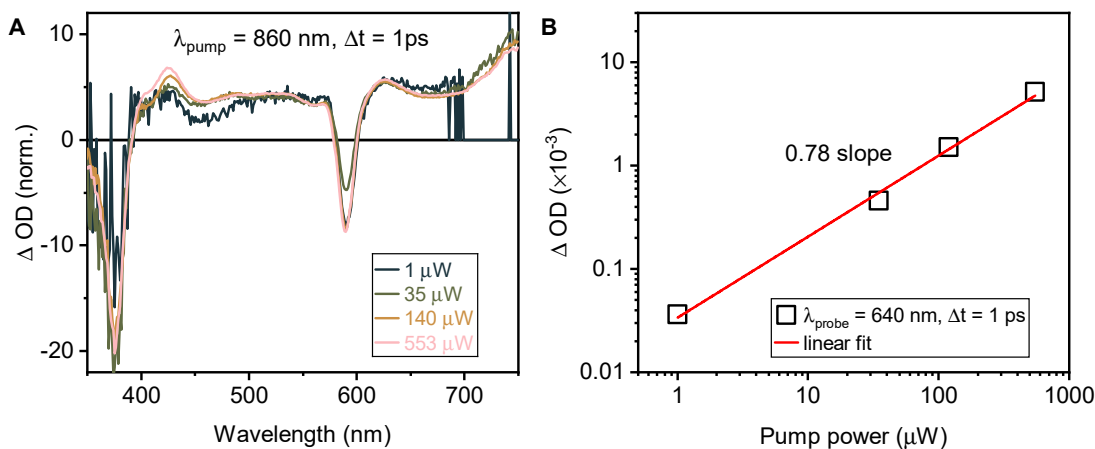 A
λpump = 860 nm, Δt = 1ps
10
0
-10
-20
Δ OD (norm.)
1 μW
35 μW
140 μW
553 μW
400
500
600
700
Wavelength (nm)
B
10
1
0.1
0.01
Δ OD (×10⁻³)
0.78 slope
λprobe = 640 nm, Δt = 1 ps
linear fit
1
10
100
1000
Pump power (μW)